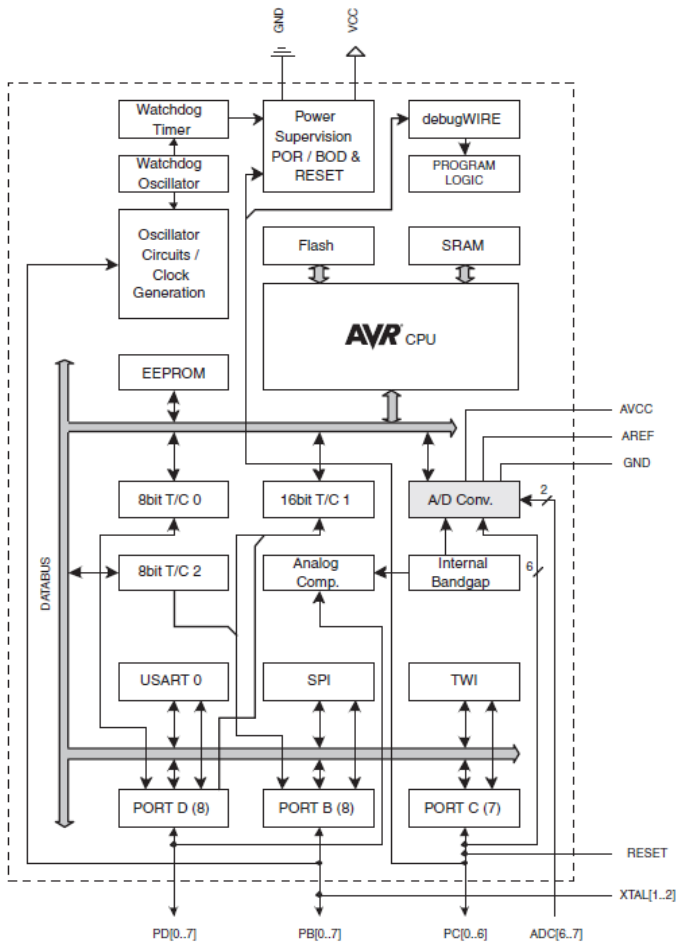 GND
VCC
Watchdog
Timer
Power
Supervision
POR / BOD &
RESET
debugWIRE
Watchdog
Oscillator
PROGRAM
LOGIC
Oscillator
Circuits /
Clock
Generation
Flash
SRAM
AVR® CPU
EEPROM
AVCC
AREF
GND
8bit T/C 0
16bit T/C 1
A/D Conv.
2
8bit T/C 2
Analog
Comp.
Internal
Bandgap
6
DATABUS
USART 0
SPI
TWI
PORT D (8)
PORT B (8)
PORT C (7)
RESET
XTAL[1..2]
PD[0..7]
PB[0..7]
PC[0..6]
ADC[6..7]